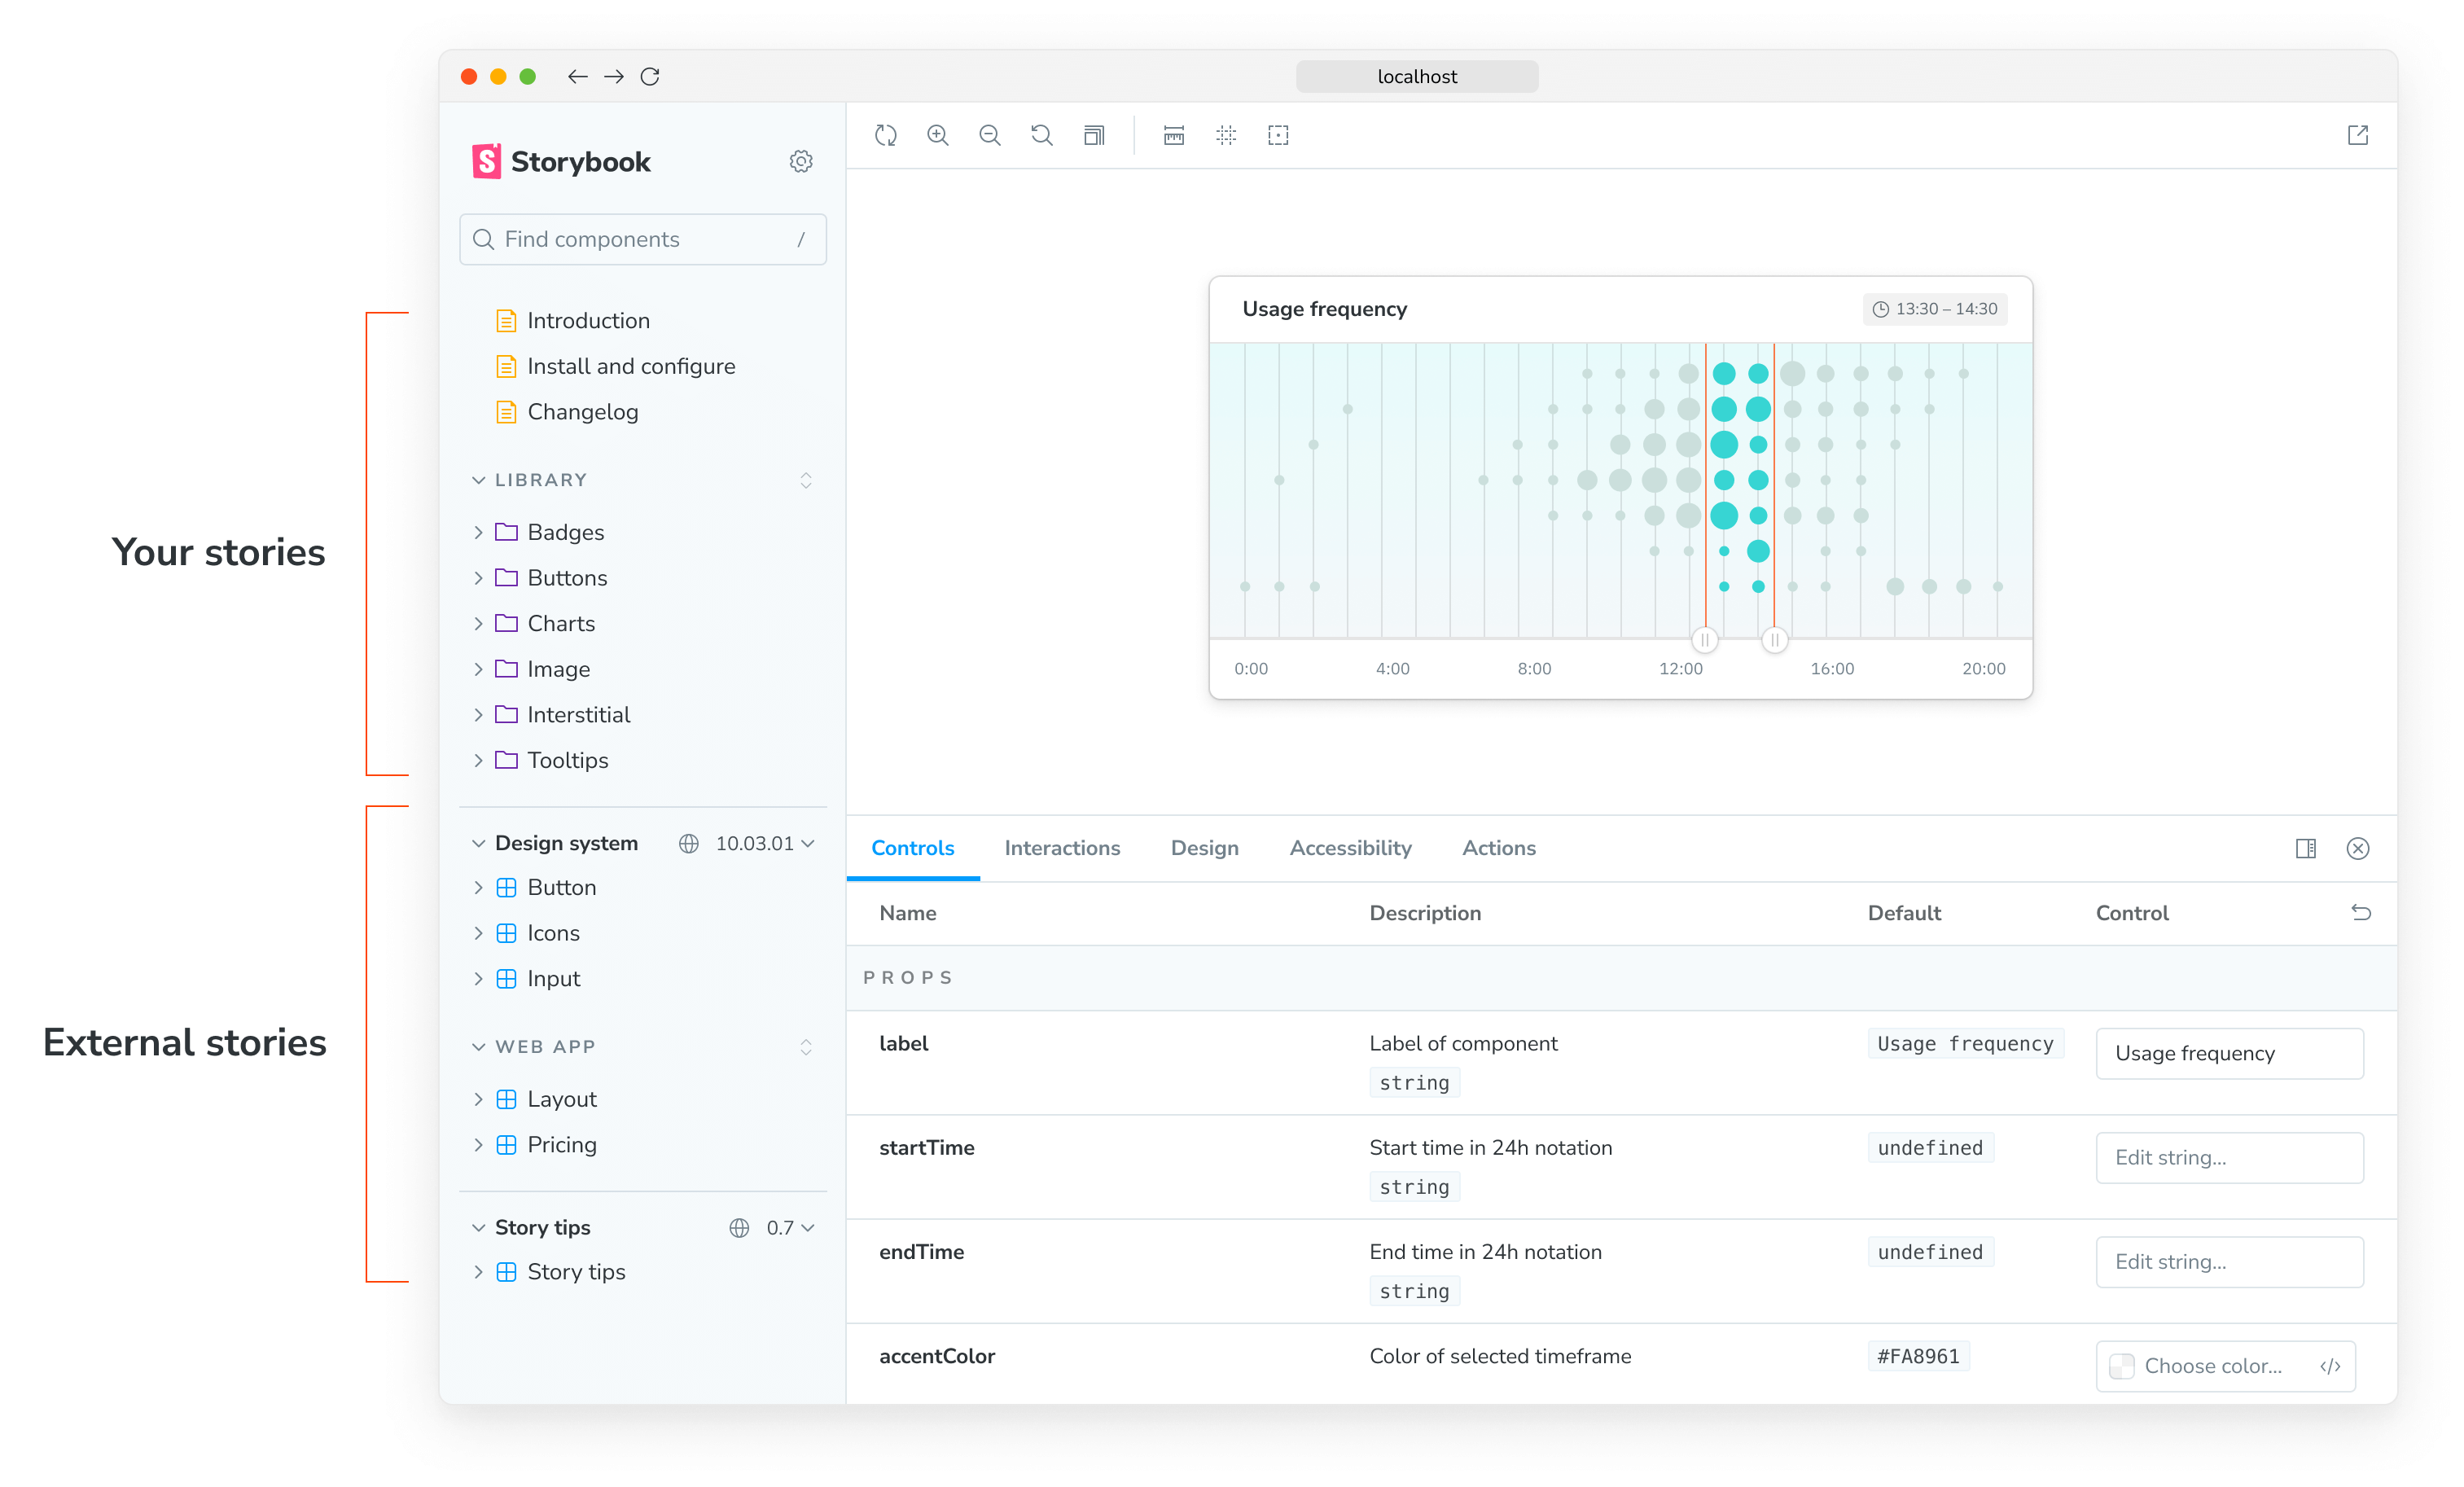 localhost
Storybook
Find components /
Introduction
Install and configure
Changelog
LIBRARY
Badges
Buttons
Charts
Image
Interstitial
Tooltips
Your stories
Design system 10.03.01
Button
Icons
Input
WEB APP
Layout
Pricing
Story tips 0.7
Story tips
External stories
Usage frequency 13:30 – 14:30
0:00 4:00 8:00 12:00 16:00 20:00
Controls Interactions Design Accessibility Actions
Name Description Default Control
PROPS
label Label of component Usage frequency Usage frequency
string
startTime Start time in 24h notation undefined Edit string...
string
endTime End time in 24h notation undefined Edit string...
string
accentColor Color of selected timeframe #FA8961 Choose color...